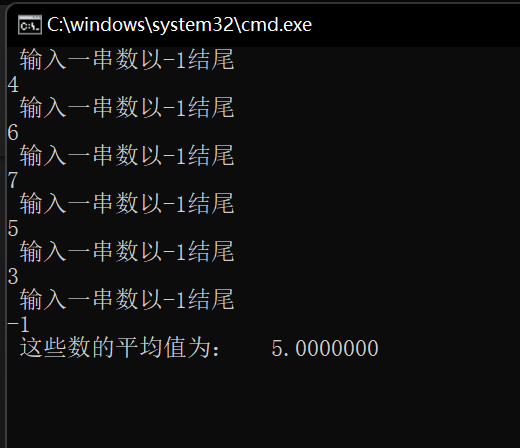 C:\windows\system32\cmd.exe
输入一串数以-1结尾
4
输入一串数以-1结尾
6
输入一串数以-1结尾
7
输入一串数以-1结尾
5
输入一串数以-1结尾
3
输入一串数以-1结尾
-1
这些数的平均值为： 5.0000000